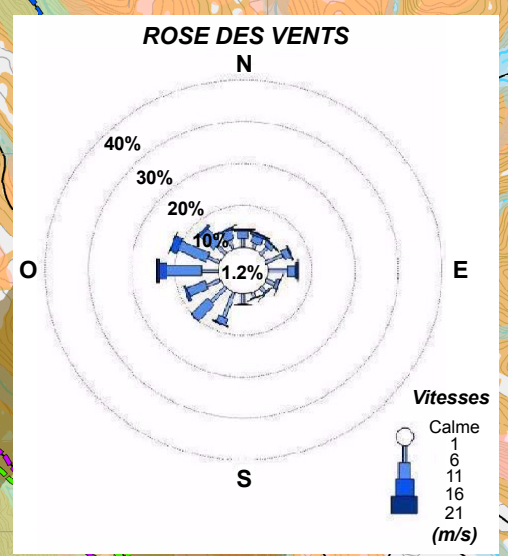 ROSE DES VENTS
N
40%
30%
20%
10%
O
1.2%
E
S
Vitesses
Calme
1
6
11
16
21
(m/s)